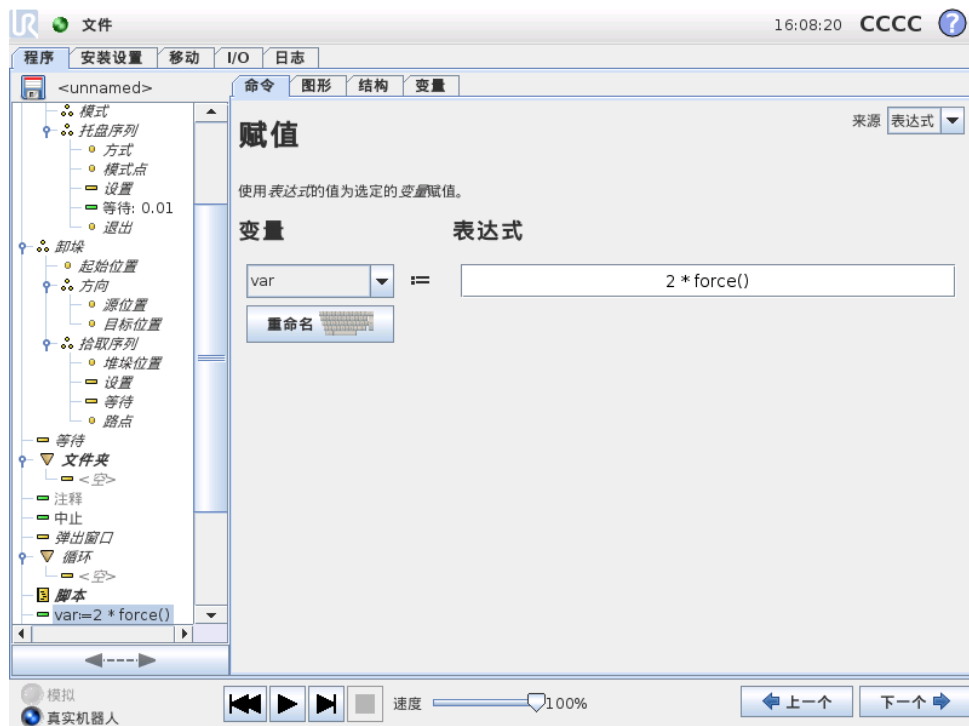 UR 文件 16:08:20 CCCC ?
程序 安装设置 移动 I/O 日志
<unnamed>
命令 图形 结构 变量
模式
托盘序列
方式
模式点
设置
等待: 0.01
退出
卸垛
起始位置
方向
源位置
目标位置
拾取序列
堆垛位置
设置
等待
路点
等待
文件夹
<空>
注释
中止
弹出窗口
循环
<空>
脚本
var:=2 * force()
赋值
来源 表达式
使用表达式的值为选定的变量赋值。
变量 表达式
var := 2 * force()
重命名
模拟
真实机器人
速度 100%
上一个 下一个